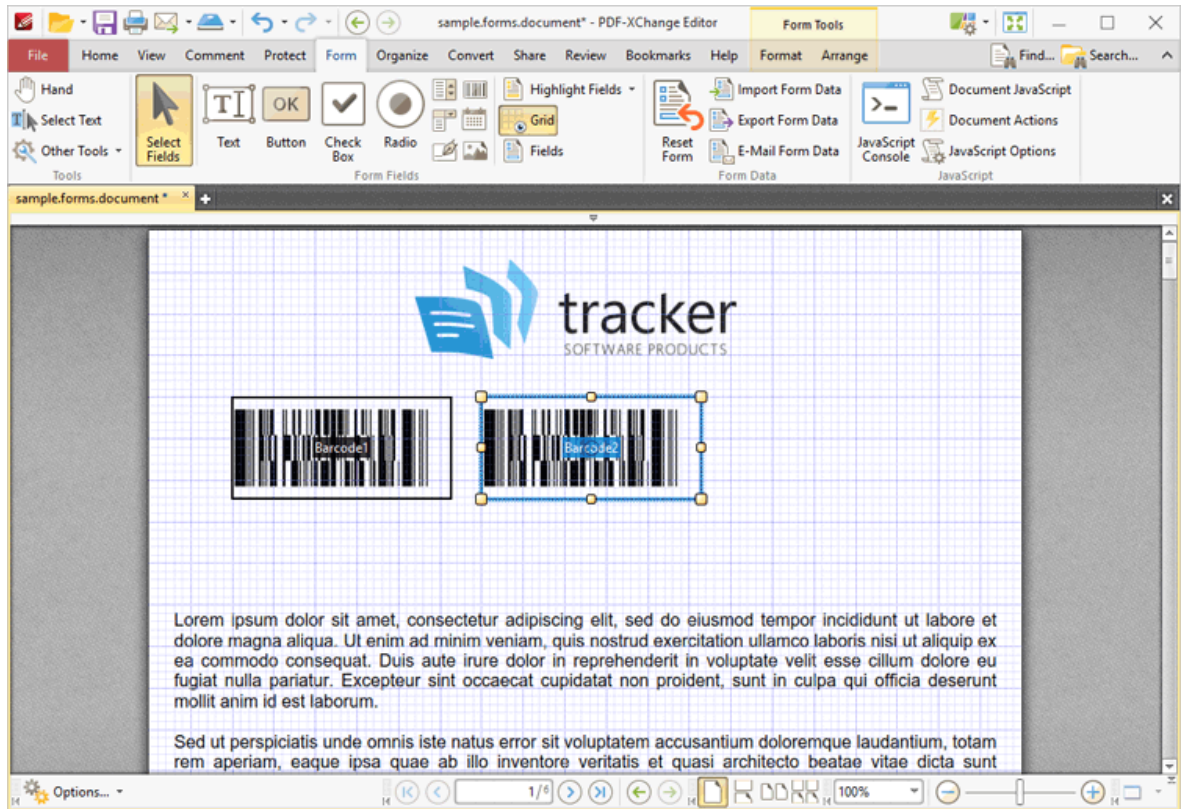 sample.forms.document* - PDF-XChange Editor
Form Tools
File Home View Comment Protect Form Organize Convert Share Review Bookmarks Help Format Arrange Find... Search...
Hand
Select Text
Other Tools
Tools
Select Fields
Text
Button
Check Box
Radio
OK
Highlight Fields
Grid
Fields
Form Fields
Reset Form
Import Form Data
Export Form Data
E-Mail Form Data
Form Data
JavaScript Console
Document JavaScript
Document Actions
JavaScript Options
JavaScript
sample.forms.document *
tracker
SOFTWARE PRODUCTS
Barcode1 Barcode2
Lorem ipsum dolor sit amet, consectetur adipiscing elit, sed do eiusmod tempor incididunt ut labore et
dolore magna aliqua. Ut enim ad minim veniam, quis nostrud exercitation ullamco laboris nisi ut aliquip ex
ea commodo consequat. Duis aute irure dolor in reprehenderit in voluptate velit esse cillum dolore eu
fugiat nulla pariatur. Excepteur sint occaecat cupidatat non proident, sunt in culpa qui officia deserunt
mollit anim id est laborum.
Sed ut perspiciatis unde omnis iste natus error sit voluptatem accusantium doloremque laudantium, totam
rem aperiam, eaque ipsa quae ab illo inventore veritatis et quasi architecto beatae vitae dicta sunt
Options... 1/6 100%